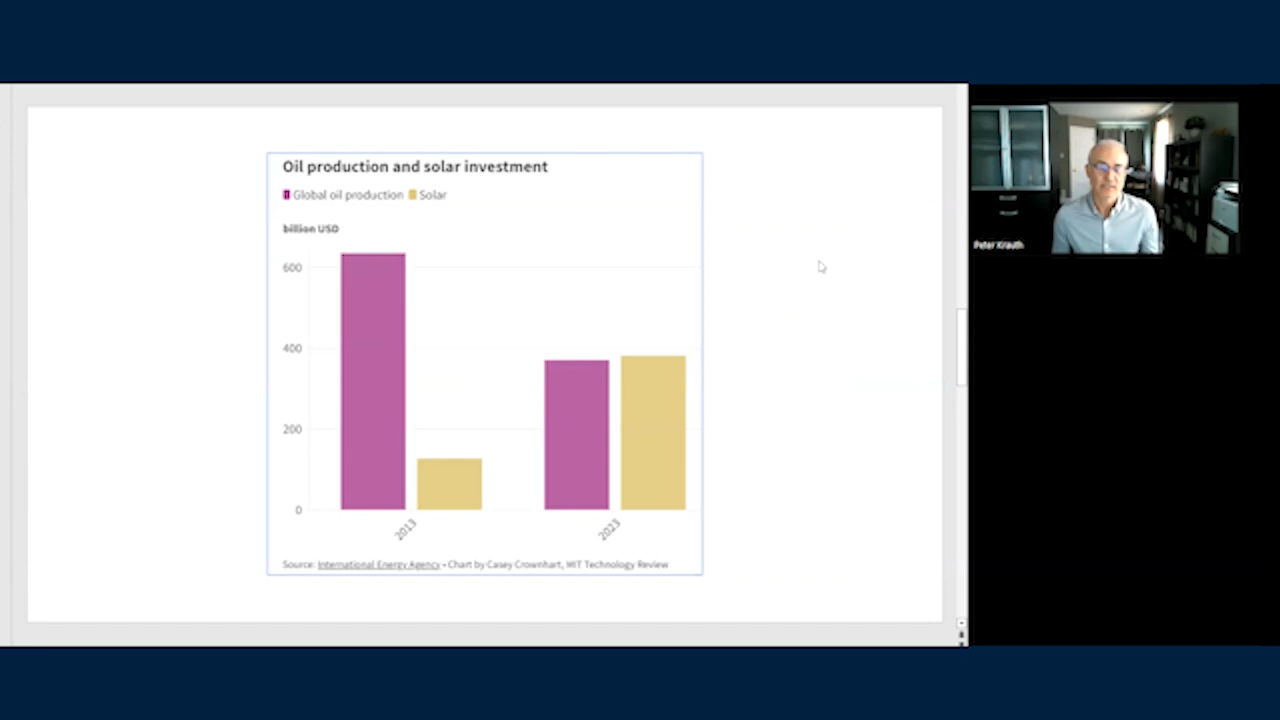 Oil production and solar investment
Global oil production Solar
billion USD
600
400
200
0
2013
2023
Source: International Energy Agency • Chart by Casey Crownhart, MIT Technology Review
Peter Krauth